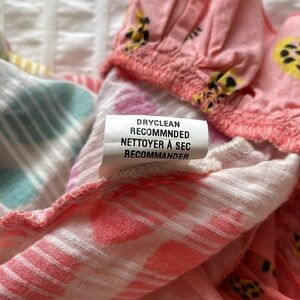 DRYCLEAN
RECOMMNDED
NETTOYER À SEC
RECOMMANDER